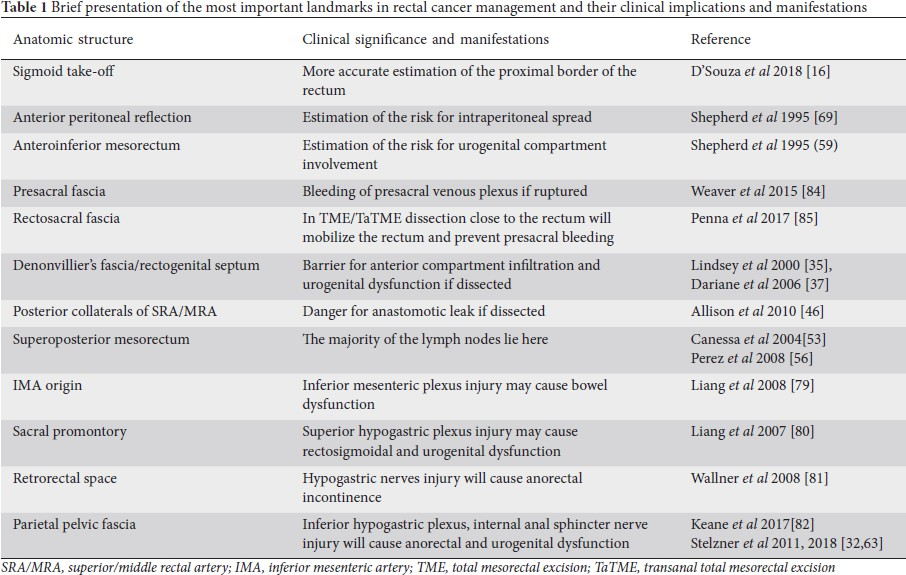 Table 1 Brief presentation of the most important landmarks in rectal cancer management and their clinical implications and manifestations
Anatomic structure Clinical significance and manifestations Reference
Sigmoid take-off More accurate estimation of the proximal border of the D’Souza et al 2018 [16]
rectum
Anterior peritoneal reflection Estimation of the risk for intraperitoneal spread Shepherd et al 1995 [69]
Anteroinferior mesorectum Estimation of the risk for urogenital compartment Shepherd et al 1995 (59)
involvement
Presacral fascia Bleeding of presacral venous plexus if ruptured Weaver et al 2015 [84]
Rectosacral fascia In TME/TaTME dissection close to the rectum will Penna et al 2017 [85]
mobilize the rectum and prevent presacral bleeding
Denonvillier’s fascia/rectogenital septum Barrier for anterior compartment infiltration and Lindsey et al 2000 [35],
urogenital dysfunction if dissected Dariane et al 2006 [37]
Posterior collaterals of SRA/MRA Danger for anastomotic leak if dissected Allison et al 2010 [46]
Superoposterior mesorectum The majority of the lymph nodes lie here Canessa et al 2004[53]
Perez et al 2008 [56]
IMA origin Inferior mesenteric plexus injury may cause bowel Liang et al 2008 [79]
dysfunction
Sacral promontory Superior hypogastric plexus injury may cause Liang et al 2007 [80]
rectosigmoidal and urogenital dysfunction
Retrorectal space Hypogastric nerves injury will cause anorectal Wallner et al 2008 [81]
incontinence
Parietal pelvic fascia Inferior hypogastric plexus, internal anal sphincter nerve Keane et al 2017[82]
injury will cause anorectal and urogenital dysfunction Stelzner et al 2011, 2018 [32,63]
SRA/MRA, superior/middle rectal artery; IMA, inferior mesenteric artery; TME, total mesorectal excision; TaTME, transanal total mesorectal excision